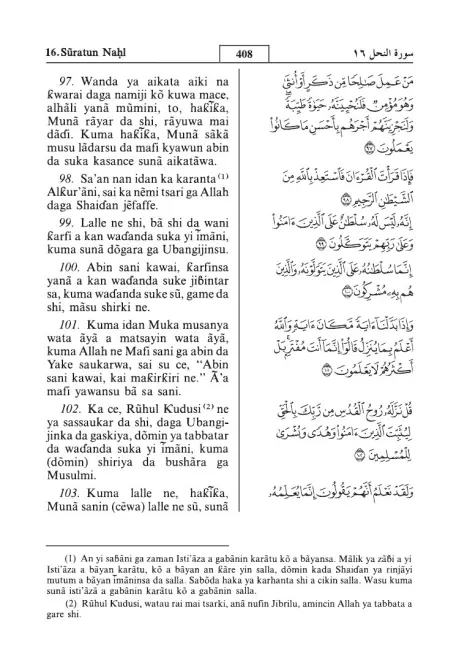 16. Sūratun Naḥl
408
سورة النحل ١٦
97. Wanda ya aikata aiki na
ƙwarai daga namiji kō kuwa mace,
alhāli yanā mūmini, to, haƙīƙa,
Munā rāyar da shi, rāyuwa mai
dāɗi. Kuma haƙīƙa, Munā sākā
musu lādarsu da mafi kyawun abin
da suka kasance sunā aikatāwa.
98. Sa'an nan idan ka karanta(1)
Alƙur'āni, sai ka nēmi tsari ga Allah
daga Shaiɗan jēfaffe.
99. Lalle ne shi, bā shi da wani
ƙarfi a kan waɗanda suka yi īmāni,
kuma sunā dōgara ga Ubangijinsu.
100. Abin sani kawai, ƙarfinsa
yanā a kan waɗanda suke jiɓintar
sa, kuma waɗanda suke sū, game da
shi, māsu shirki ne.
101. Kuma idan Muka musanya
wata āyā a matsayin wata āyā,
kuma Allah ne Mafi sani ga abin da
Yake saukarwa, sai su ce, "Abin
sani kawai, kai maƙirƙiri ne." Ā'a
mafi yawansu bā sa sani.
102. Ka ce, Rūhul Ƙudusi(2) ne
ya sassaukar da shi, daga Ubangi-
jinka da gaskiya, dōmin ya tabbatar
da waɗanda suka yi īmāni, kuma
(dōmin) shiriya da bushāra ga
Musulmi.
103. Kuma lalle ne, haƙīƙa,
Munā sanin (cēwa) lalle ne sū, sunā
مَنْ عَمِلَ صَٰلِحًا مِّن ذَكَرٍ أَوْ أُنثَىٰ
وَهُوَ مُؤْمِنٌ فَلَنُحْيِيَنَّهُۥ حَيَوٰةً طَيِّبَةً
وَلَنَجْزِيَنَّهُمْ أَجْرَهُم بِأَحْسَنِ مَا كَانُوا۟
يَعْمَلُونَ ٩٧
فَإِذَا قَرَأْتَ ٱلْقُرْءَانَ فَٱسْتَعِذْ بِٱللَّهِ مِنَ
ٱلشَّيْطَٰنِ ٱلرَّجِيمِ ٩٨
إِنَّهُۥ لَيْسَ لَهُۥ سُلْطَٰنٌ عَلَى ٱلَّذِينَ ءَامَنُوا۟
وَعَلَىٰ رَبِّهِمْ يَتَوَكَّلُونَ ٩٩
إِنَّمَا سُلْطَٰنُهُۥ عَلَى ٱلَّذِينَ يَتَوَلَّوْنَهُۥ وَٱلَّذِينَ
هُم بِهِۦ مُشْرِكُونَ ١٠٠
وَإِذَا بَدَّلْنَآ ءَايَةً مَّكَانَ ءَايَةٍ وَٱللَّهُ
أَعْلَمُ بِمَا يُنَزِّلُ قَالُوٓا۟ إِنَّمَآ أَنتَ مُفْتَرٍۭ بَلْ
أَكْثَرُهُمْ لَا يَعْلَمُونَ ١٠١
قُلْ نَزَّلَهُۥ رُوحُ ٱلْقُدُسِ مِن رَّبِّكَ بِٱلْحَقِّ
لِيُثَبِّتَ ٱلَّذِينَ ءَامَنُوا۟ وَهُدًى وَبُشْرَىٰ
لِلْمُسْلِمِينَ ١٠٢
وَلَقَدْ نَعْلَمُ أَنَّهُمْ يَقُولُونَ إِنَّمَا يُعَلِّمُهُۥ
(1) An yi saɓāni ga zaman Isti'āza a gabānin karātu kō a bāyansa. Mālik ya zāɓi a yi
Isti'āza a bāyan karātu, kō a bāyan an ƙāre yin salla, dōmin kada Shaiɗan ya rinjāyi
mutum a bāyan īmāninsa da salla. Sabōda haka ya karhanta shi a cikin salla. Wasu kuma
sunā isti'āzā a gabānin karātu kō a gabānin salla.
(2) Rūhul Ƙudusi, watau rai mai tsarki, anā nufin Jibrilu, amincin Allah ya tabbata a
gare shi.